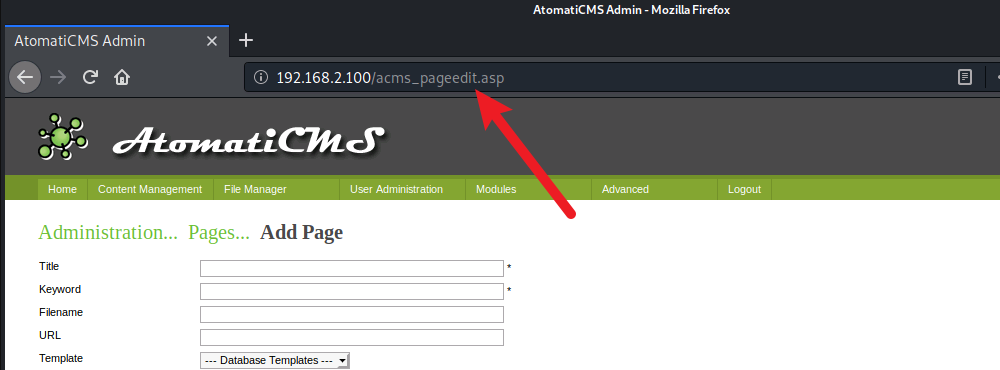 AtomatiCMS Admin - Mozilla Firefox
AtomatiCMS Admin
192.168.2.100/acms_pageedit.asp
AtomatiCMS
Home Content Management File Manager User Administration Modules Advanced Logout
Administration... Pages... Add Page
Title *
Keyword *
Filename
URL
Template --- Database Templates ---